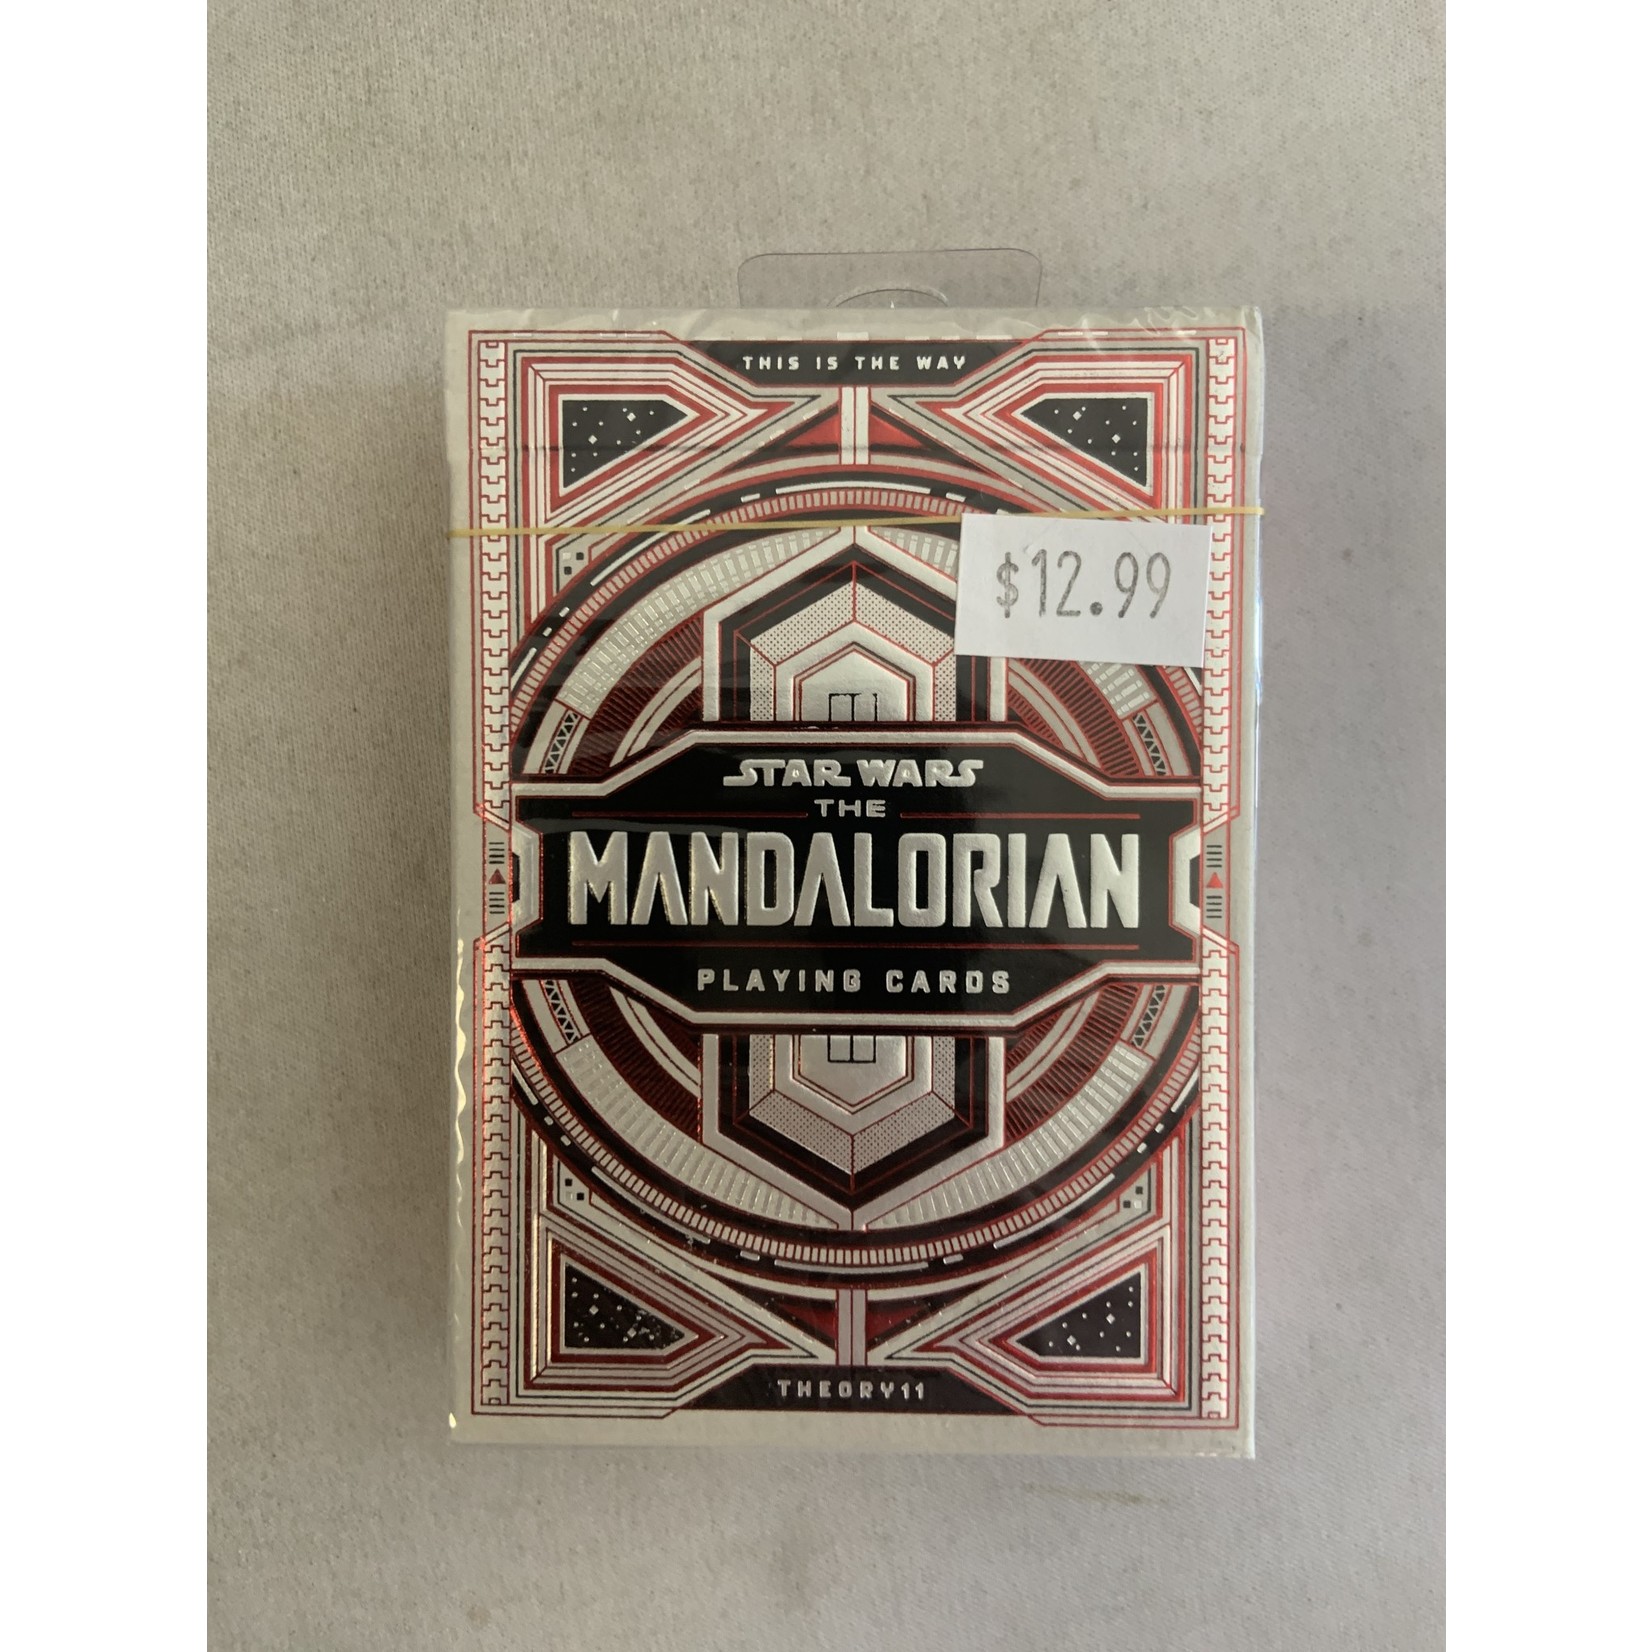 THIS IS THE WAY
$12.99
STAR WARS
THE
MANDALORIAN
PLAYING CARDS
THEORY11